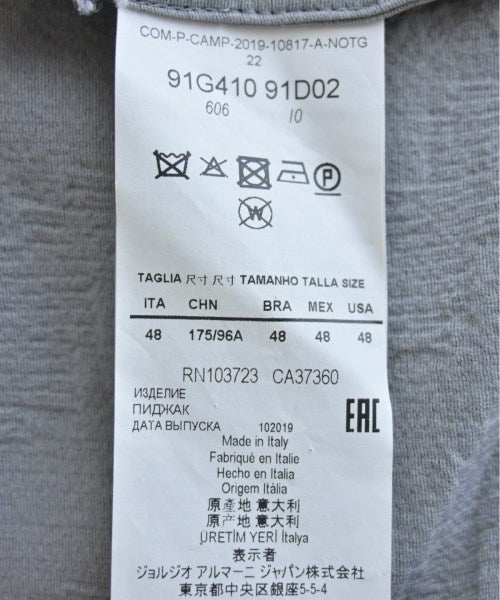 COM-P-CAMP-2019-10817-A-NOTG
22
91G410 91D02
606 10
P
W
TAGLIA 尺寸 尺寸 TAMANHO TALLA SIZE
ITA CHN BRA MEX USA
48 175/96A 48 48 48
RN103723 CA37360
ИЗДЕЛИЕ
ПИДЖАК
ДАТА ВЫПУСКА 102019
EAC
Made in Italy
Fabriqué en Italie
Hecho en Italia
Origem Itália
原產地 意大利
原产地 意大利
ÜRETİM YERİ İtalya
表示者
ジョルジオ アルマーニ ジャパン株式会社
東京都中央区銀座5-5-4